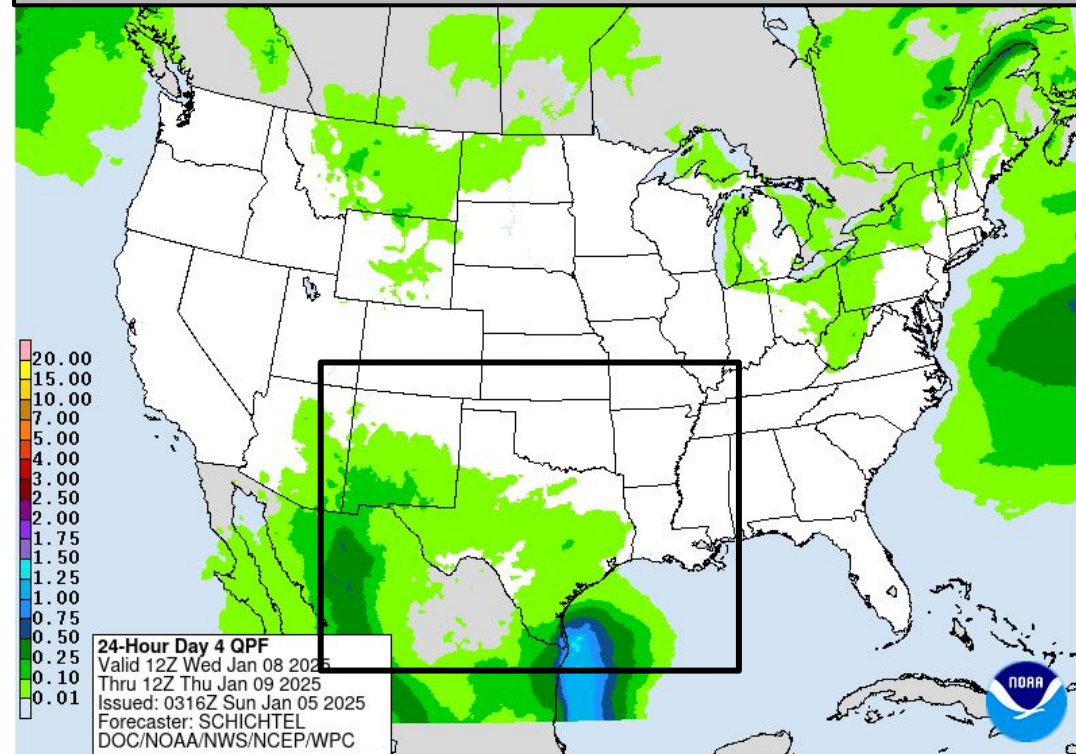 20.00
15.00
10.00
7.00
5.00
4.00
3.00
2.50
2.00
1.75
1.50
1.25
1.00
0.75
0.50
0.25
0.10
0.01
24-Hour Day 4 QPF
Valid 12Z Wed Jan 08 2025
Thru 12Z Thu Jan 09 2025
Issued: 0316Z Sun Jan 05 2025
Forecaster: SCHICHTEL
DOC/NOAA/NWS/NCEP/WPC
NOAA